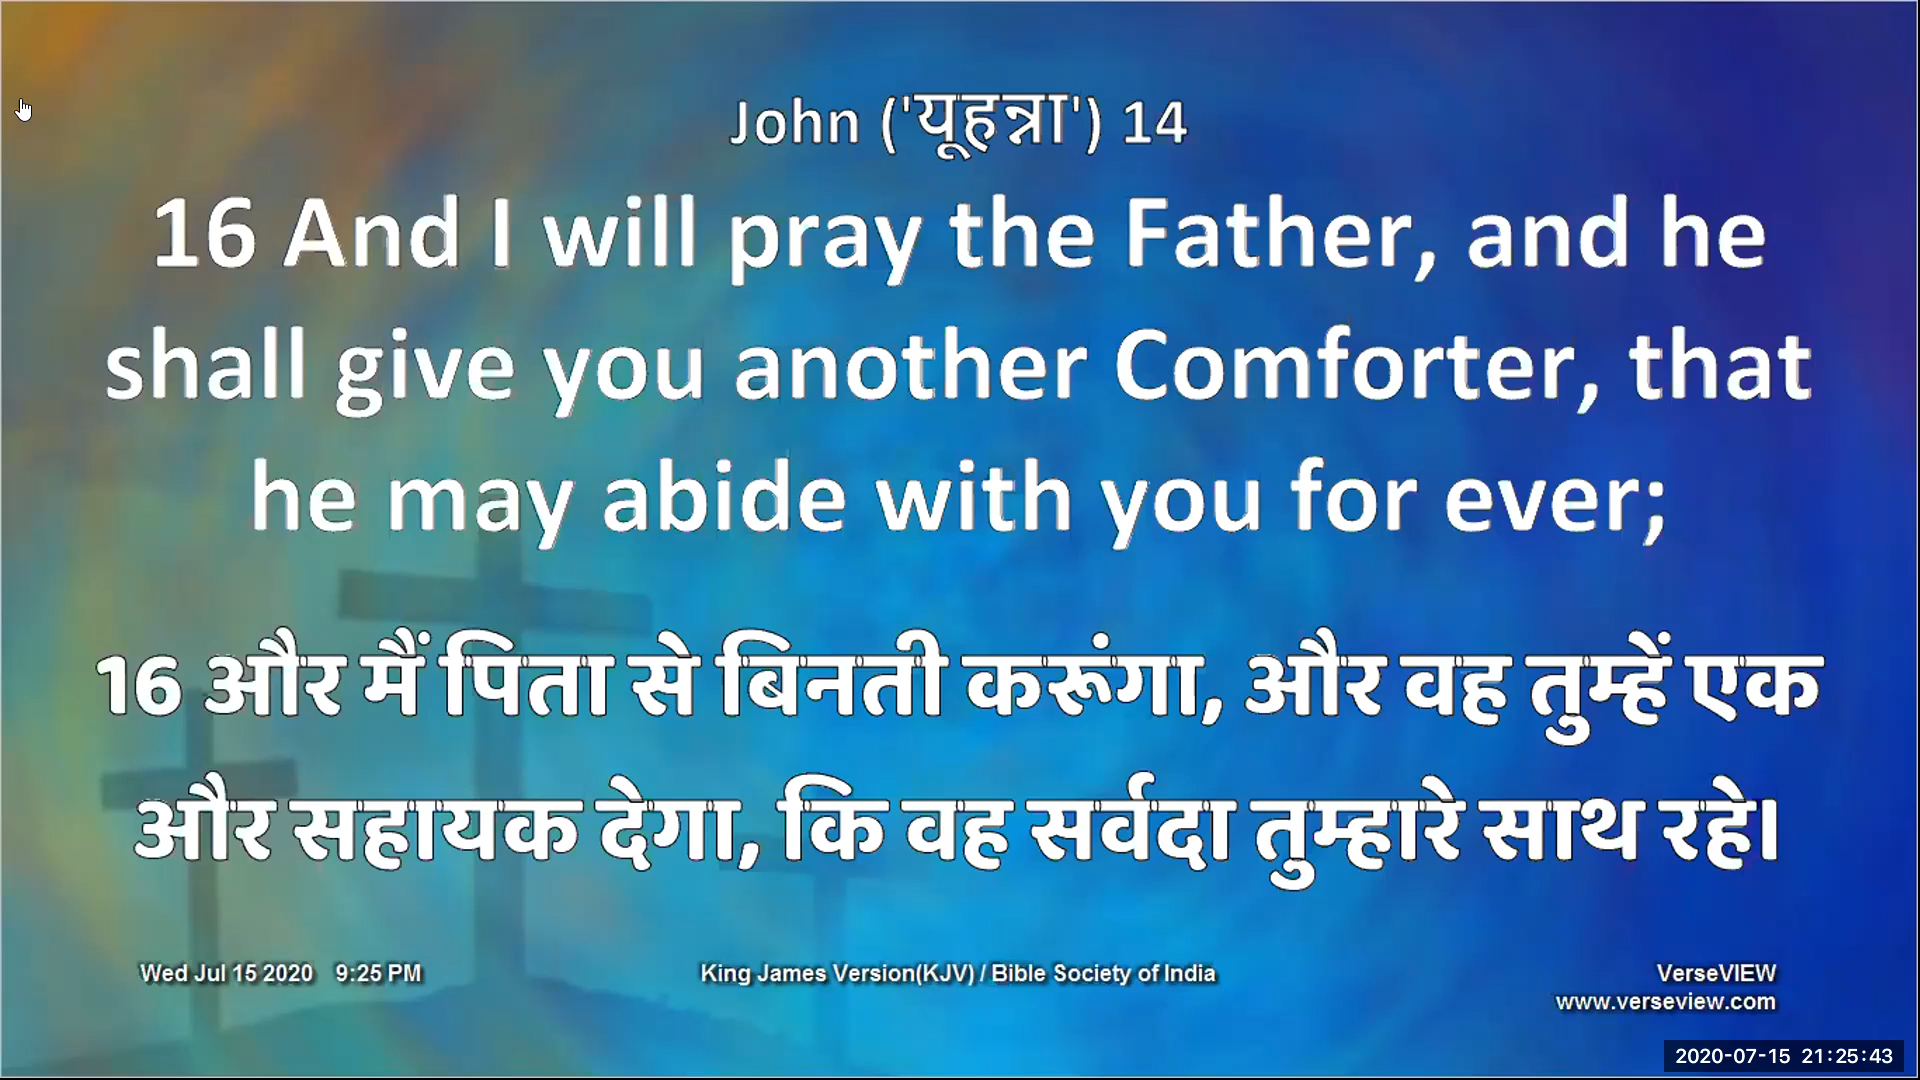 John ('यूहन्ना') 14
16 And I will pray the Father, and he
shall give you another Comforter, that
he may abide with you for ever;
16 और मैं पिता से बिनती करूंगा, और वह तुम्हें एक
और सहायक देगा, कि वह सर्वदा तुम्हारे साथ रहे।
Wed Jul 15 2020 9:25 PM
King James Version(KJV) / Bible Society of India
VerseVIEW
www.verseview.com
2020-07-15 21:25:43